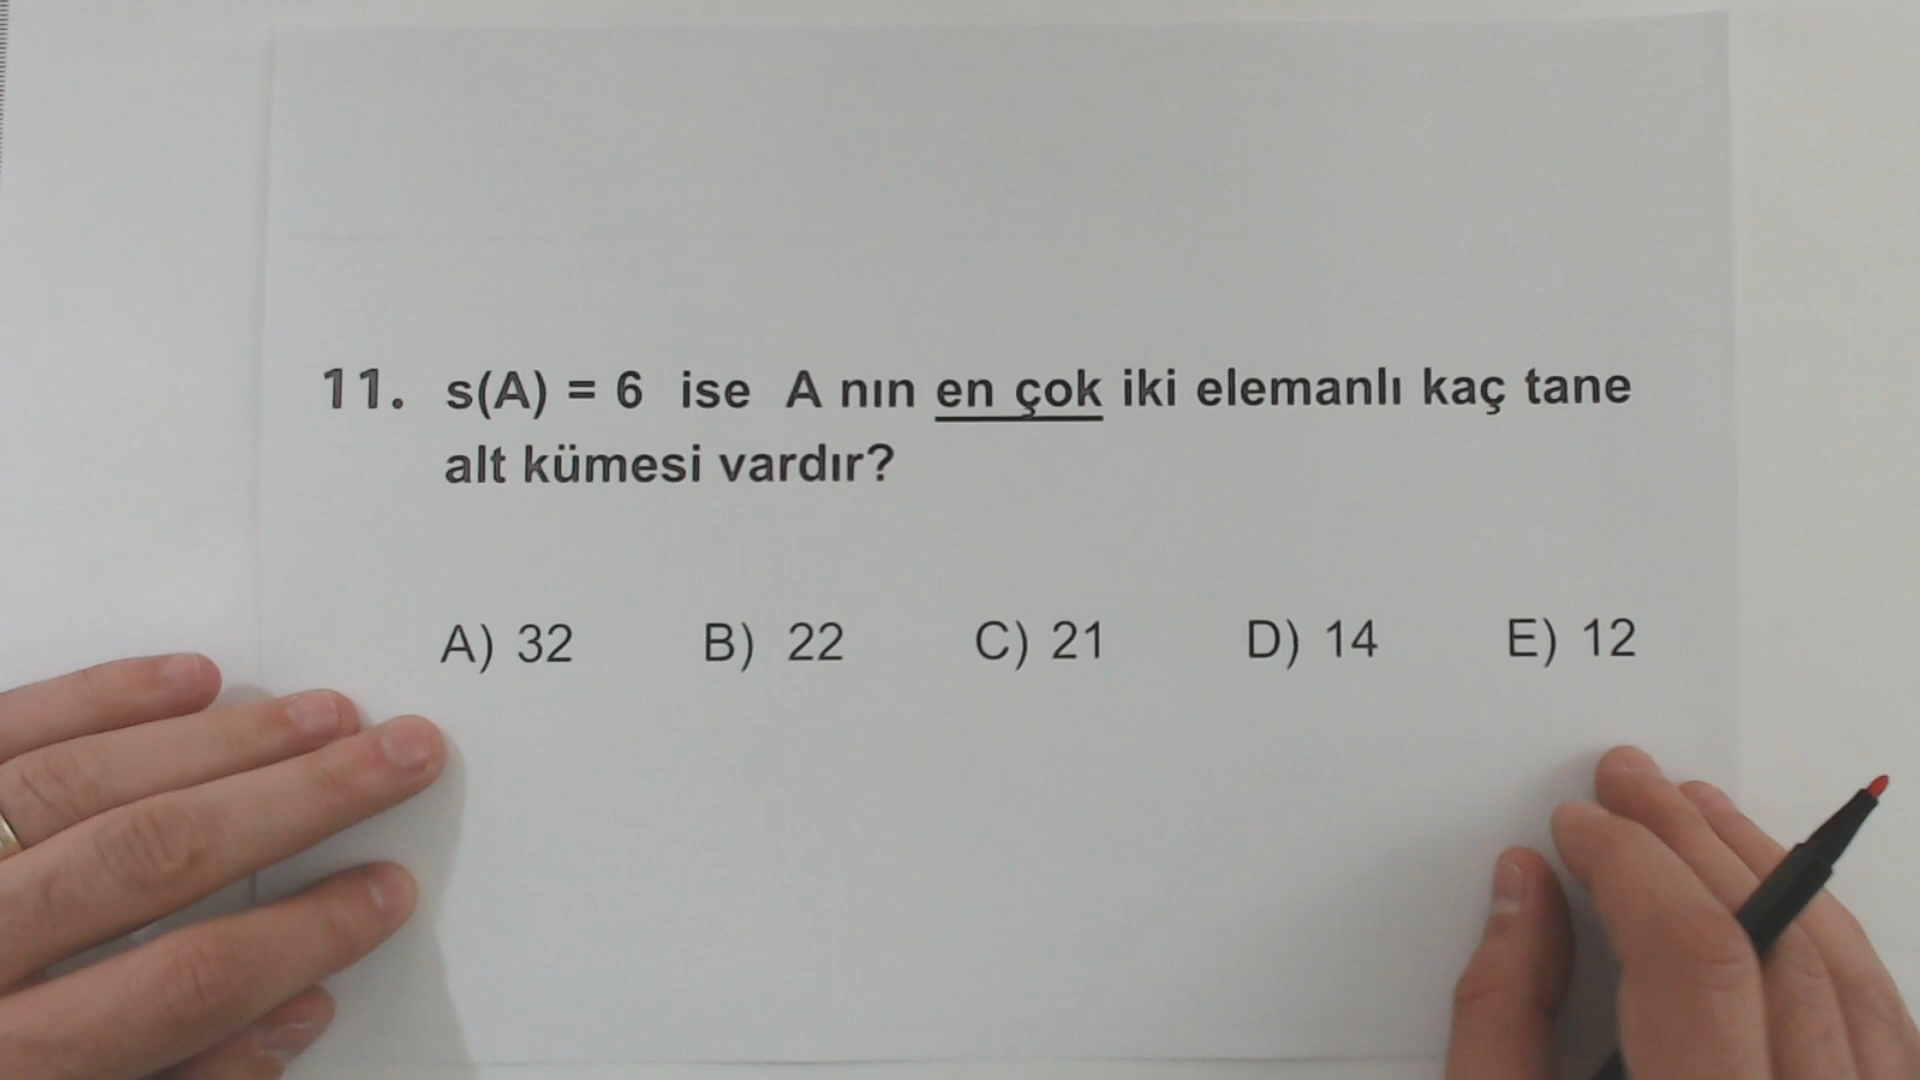 11. s(A) = 6 ise A nın en çok iki elemanlı kaç tane
alt kümesi vardır?
A) 32 B) 22 C) 21 D) 14 E) 12